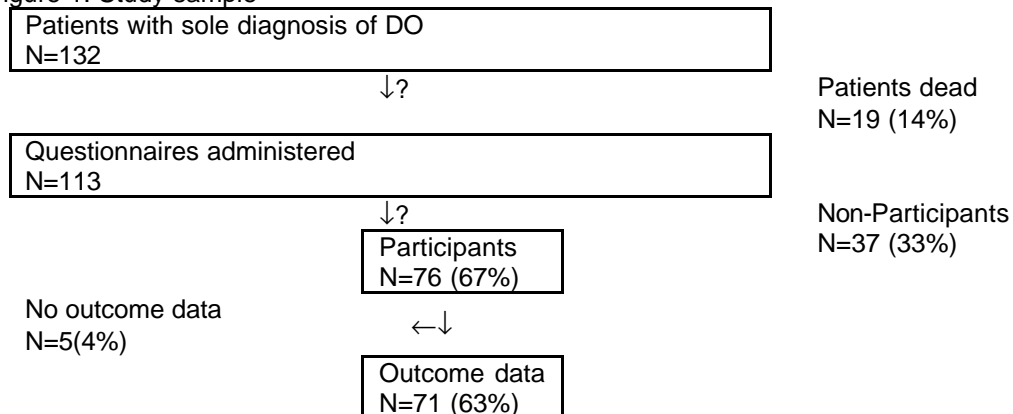 igure 1. Study sample
Patients with sole diagnosis of DO
N=132
↓?
Patients dead
N=19 (14%)
Questionnaires administered
N=113
↓?
Non-Participants
N=37 (33%)
Participants
N=76 (67%)
No outcome data
N=5(4%)
←↓
Outcome data
N=71 (63%)